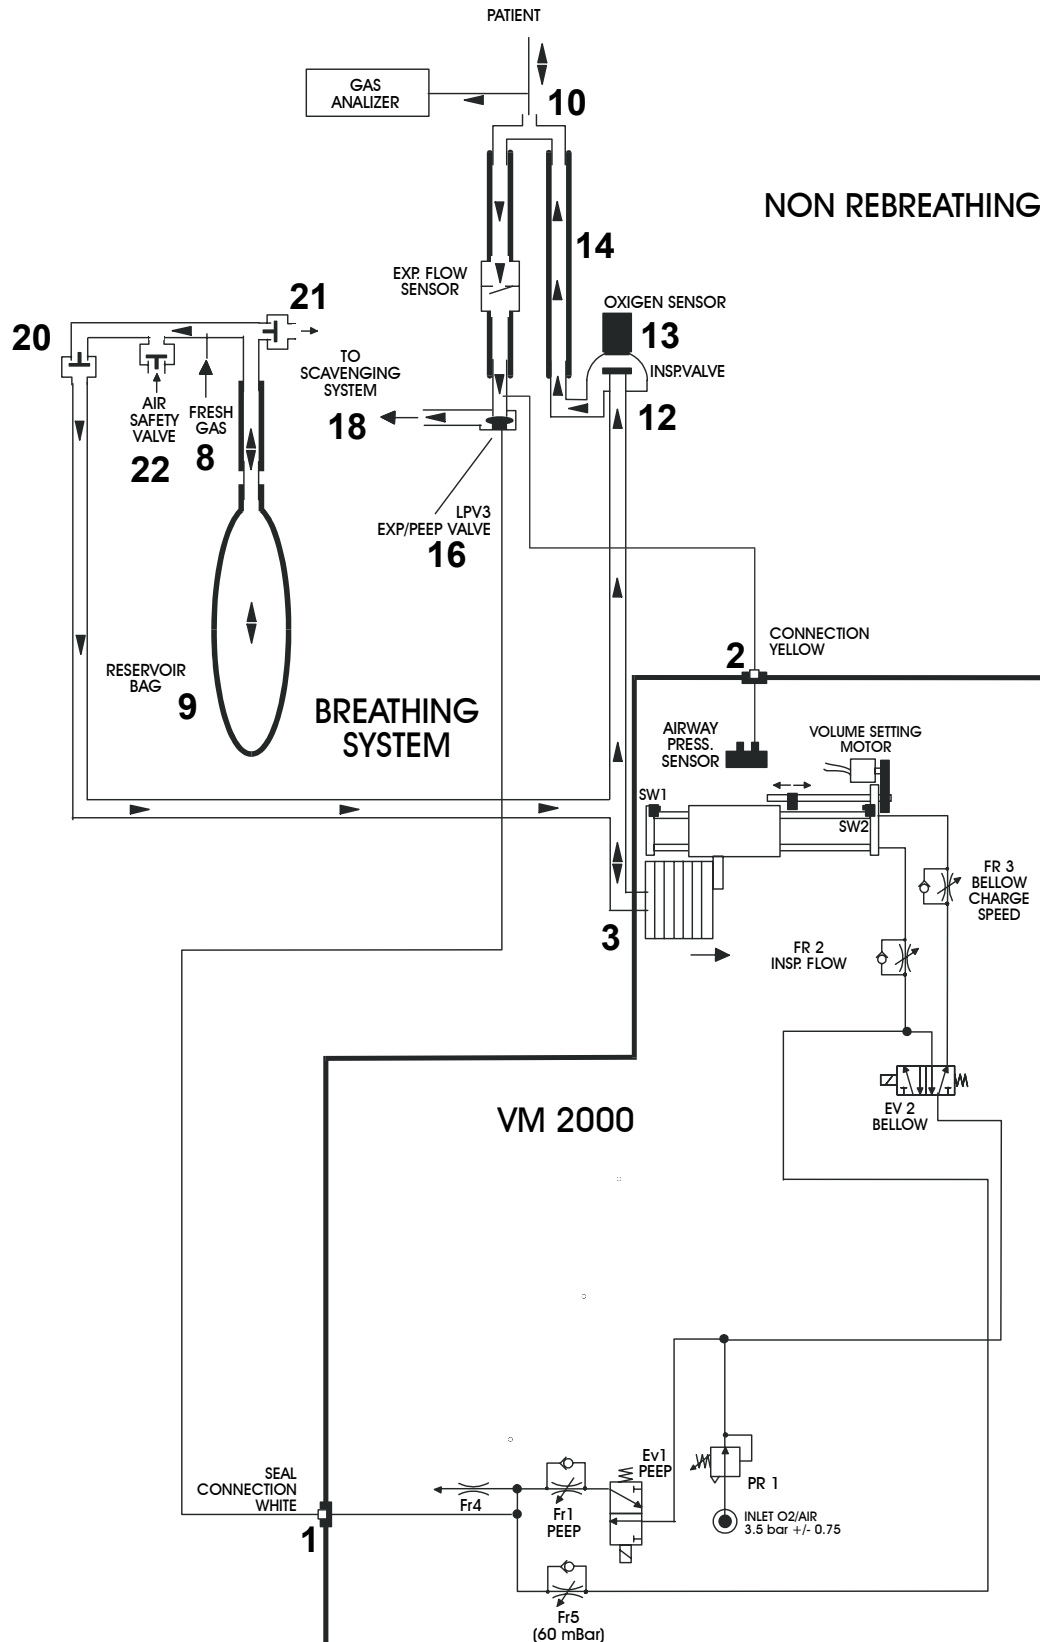 PATIENT
GAS
ANALIZER
10
NON REBREATHING
14
EXP. FLOW
SENSOR
21
OXIGEN SENSOR
13
20
TO
SCAVENGING
SYSTEM
18
INSP.VALVE
12
AIR
SAFETY
VALVE
22
FRESH
GAS
8
LPV3
EXP/PEEP VALVE
16
CONNECTION
YELLOW
2
RESERVOIR
BAG
9
BREATHING
SYSTEM
AIRWAY
PRESS.
SENSOR
VOLUME SETTING
MOTOR
SW1
SW2
FR 3
BELLOW
CHARGE
SPEED
3
FR 2
INSP. FLOW
VM 2000
EV 2
BELLOW
Ev1
PEEP
SEAL
CONNECTION
WHITE
1
Fr4
Fr1
PEEP
PR 1
INLET O2/AIR
3.5 bar +/- 0.75
Fr5
(60 mBar)